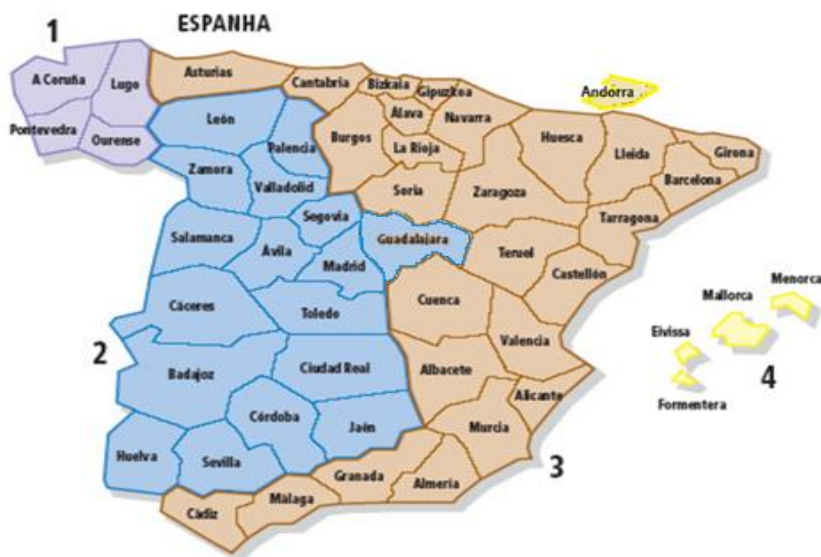 ESPANHA
1
A Coruña
Lugo
Pontevedra
Ourense
Asturias
Cantabria
Bizkaia
Gipuzkoa
Andorra
León
Palencia
Burgos
Álava
Navarra
La Rioja
Huesca
Lleida
Girona
Barcelona
Zamora
Valladolid
Soria
Zaragoza
Tarragona
Segovia
Salamanca
Ávila
Madrid
Guadalajara
Teruel
Castellón
Menorca
Mallorca
Eivissa
Formentera
4
Cáceres
Toledo
Cuenca
Valencia
2
Badajoz
Ciudad Real
Albacete
Alicante
Córdoba
Jaén
Murcia
Huelva
Sevilla
Granada
Almería
3
Cádiz
Málaga